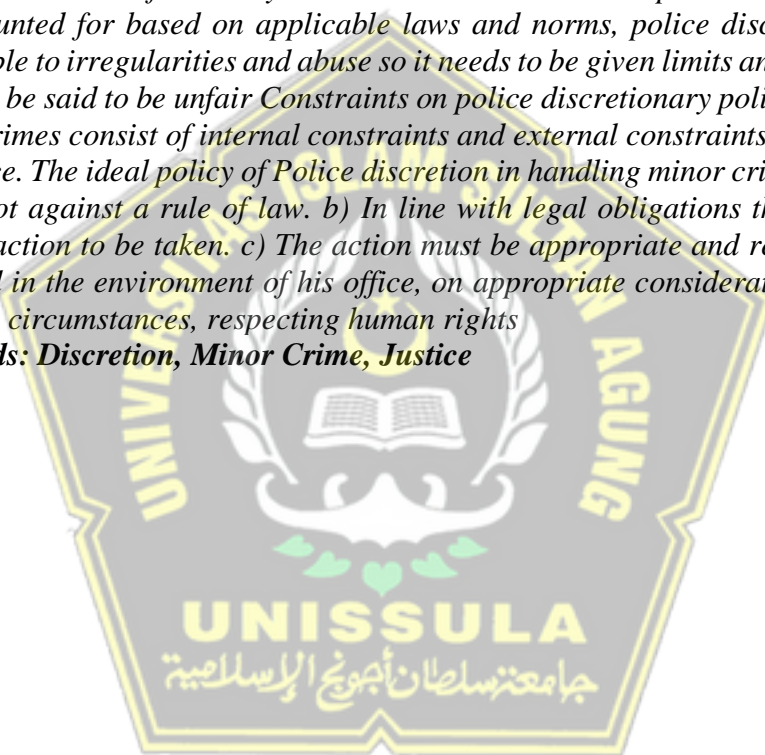 unted for based on applicable laws and norms, police disc
ble to irregularities and abuse so it needs to be given limits an
be said to be unfair Constraints on police discretionary poli
rimes consist of internal constraints and external constraints
e. The ideal policy of Police discretion in handling minor cri
ot against a rule of law. b) In line with legal obligations th
action to be taken. c) The action must be appropriate and re
l in the environment of his office, on appropriate considerat
circumstances, respecting human rights
ds: Discretion, Minor Crime, Justice
UNIVERSITAS ISLAM SULTAN AGUNG
UNISSULA
جامعة سلطان أجونج الإسلامية